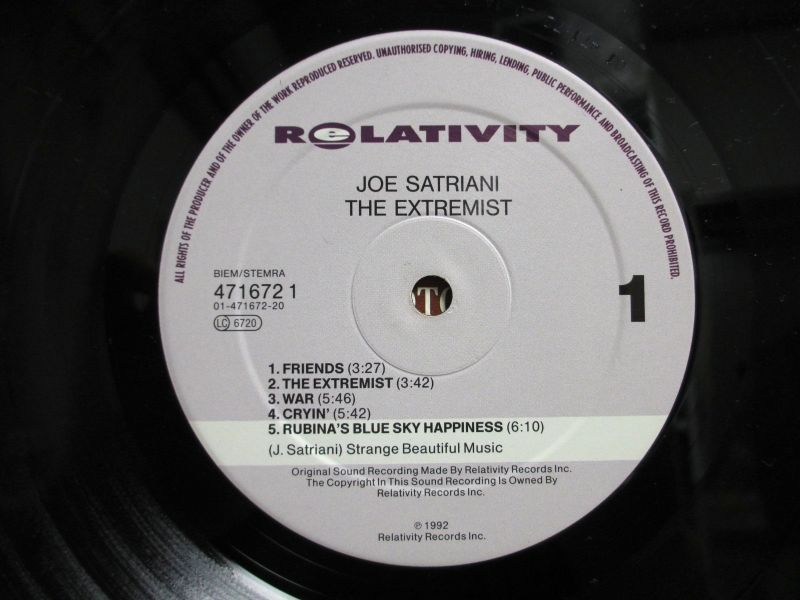 ALL RIGHTS OF THE PRODUCER AND OF THE OWNER OF THE WORK REPRODUCED RESERVED. UNAUTHORISED COPYING, HIRING, LENDING, PUBLIC PERFORMANCE AND BROADCASTING OF THIS RECORD PROHIBITED.
RELATIVITY
JOE SATRIANI
THE EXTREMIST
BIEM/STEMRA
471672 1
01-471672-20
LC 6720
1
TO
1. FRIENDS (3:27)
2. THE EXTREMIST (3:42)
3. WAR (5:46)
4. CRYIN' (5:42)
5. RUBINA'S BLUE SKY HAPPINESS (6:10)
(J. Satriani) Strange Beautiful Music
Original Sound Recording Made By Relativity Records Inc.
The Copyright In This Sound Recording Is Owned By
Relativity Records Inc.
℗ 1992
Relativity Records Inc.